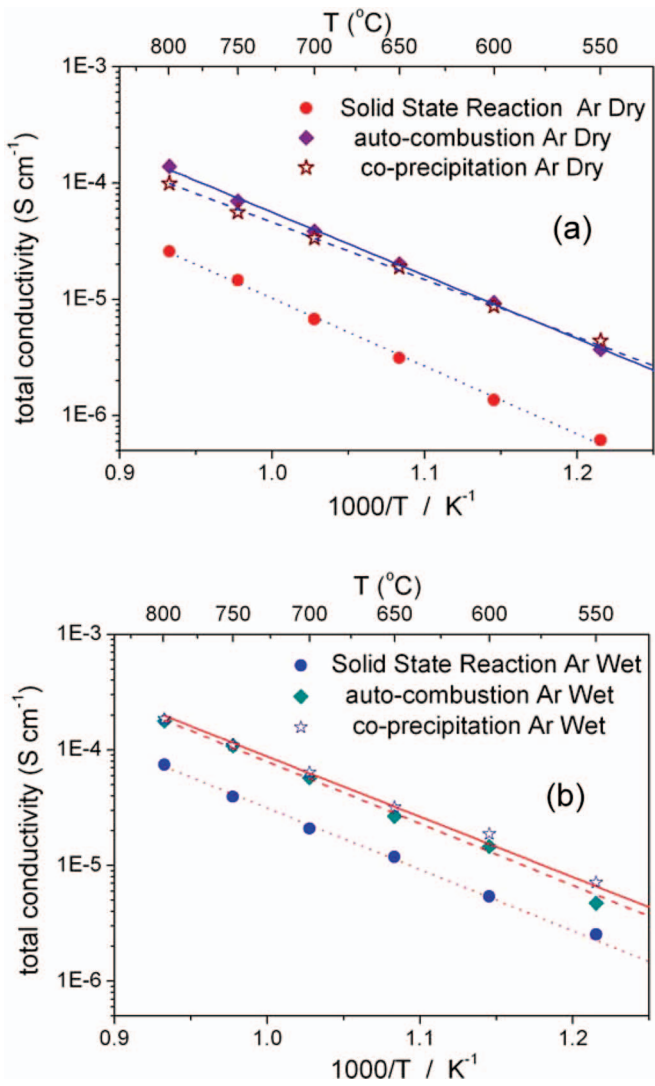 T (°C)
800 750 700 650 600 550
1E-3
Solid State Reaction Ar Dry
auto-combustion Ar Dry
co-precipitation Ar Dry
1E-4
(a)
1E-5
1E-6
total conductivity (S cm⁻¹)
0.9 1.0 1.1 1.2
1000/T / K⁻¹
T (°C)
800 750 700 650 600 550
1E-3
Solid State Reaction Ar Wet
auto-combustion Ar Wet
co-precipitation Ar Wet
1E-4
(b)
1E-5
1E-6
total conductivity (S cm⁻¹)
0.9 1.0 1.1 1.2
1000/T / K⁻¹